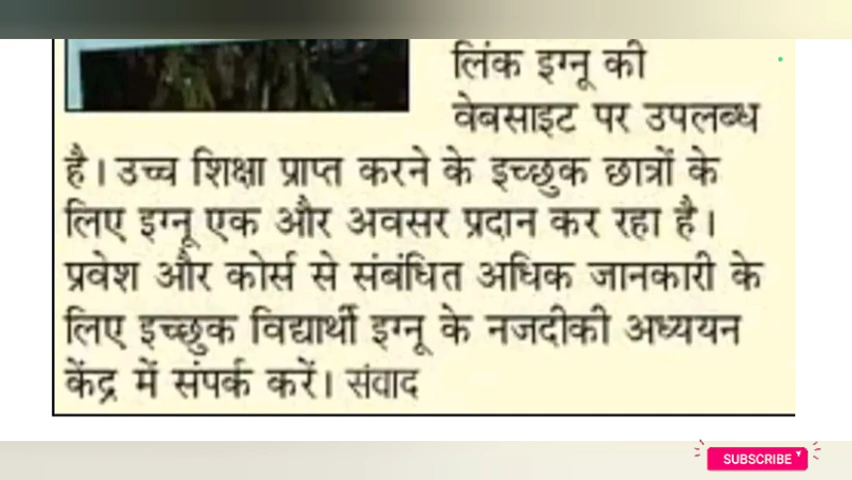 लिंक इग्नू की
वेबसाइट पर उपलब्ध
है। उच्च शिक्षा प्राप्त करने के इच्छुक छात्रों के
लिए इग्नू एक और अवसर प्रदान कर रहा है।
प्रवेश और कोर्स से संबंधित अधिक जानकारी के
लिए इच्छुक विद्यार्थी इग्नू के नजदीकी अध्ययन
केंद्र में संपर्क करें। संवाद
SUBSCRIBE